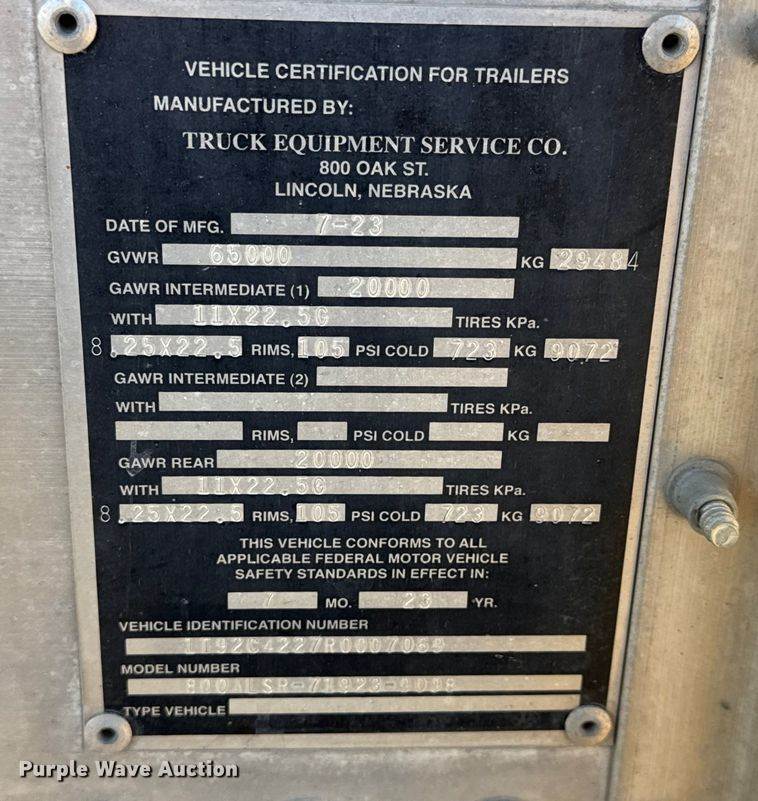 VEHICLE CERTIFICATION FOR TRAILERS
MANUFACTURED BY:
TRUCK EQUIPMENT SERVICE CO.
800 OAK ST.
LINCOLN, NEBRASKA
DATE OF MFG. 7-23
GVWR 65000 KG 29484
GAWR INTERMEDIATE (1) 20000
WITH 11X22.5G TIRES KPa.
8.25X22.5 RIMS, 105 PSI COLD 723 KG 9072
GAWR INTERMEDIATE (2)
WITH TIRES KPa.
RIMS, PSI COLD KG
GAWR REAR 20000
WITH 11X22.5G TIRES KPa.
8.25X22.5 RIMS, 105 PSI COLD 723 KG 9072
THIS VEHICLE CONFORMS TO ALL
APPLICABLE FEDERAL MOTOR VEHICLE
SAFETY STANDARDS IN EFFECT IN:
7 MO. 23 YR.
VEHICLE IDENTIFICATION NUMBER
MODEL NUMBER
TYPE VEHICLE
Purple Wave Auction